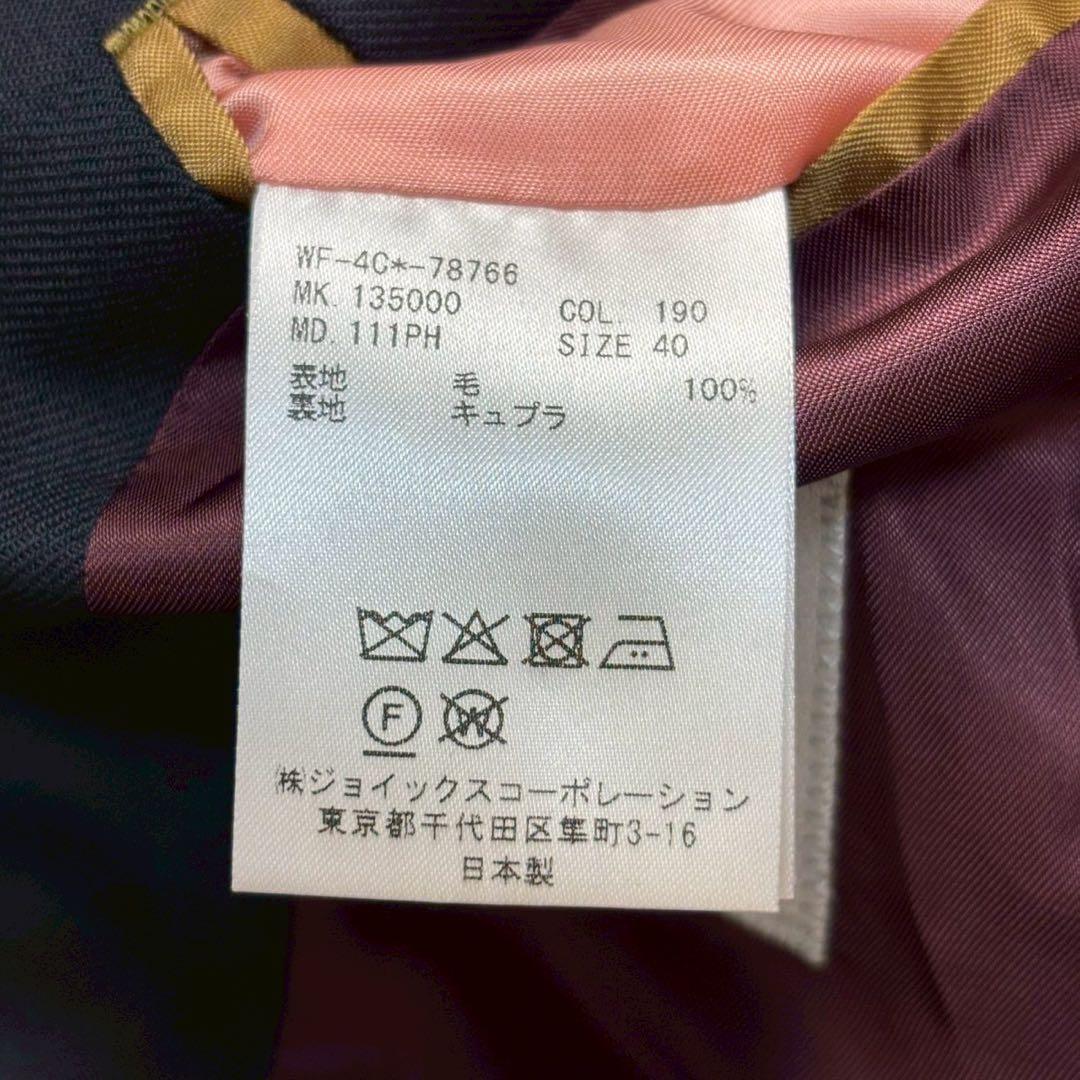 WF-4C*-78766
MK. 135000 COL. 190
MD. 111PH SIZE 40
表地 毛 100%
裏地 キュプラ
F
W
(株)ジョイックスコーポレーション
東京都千代田区隼町3-16
日本製